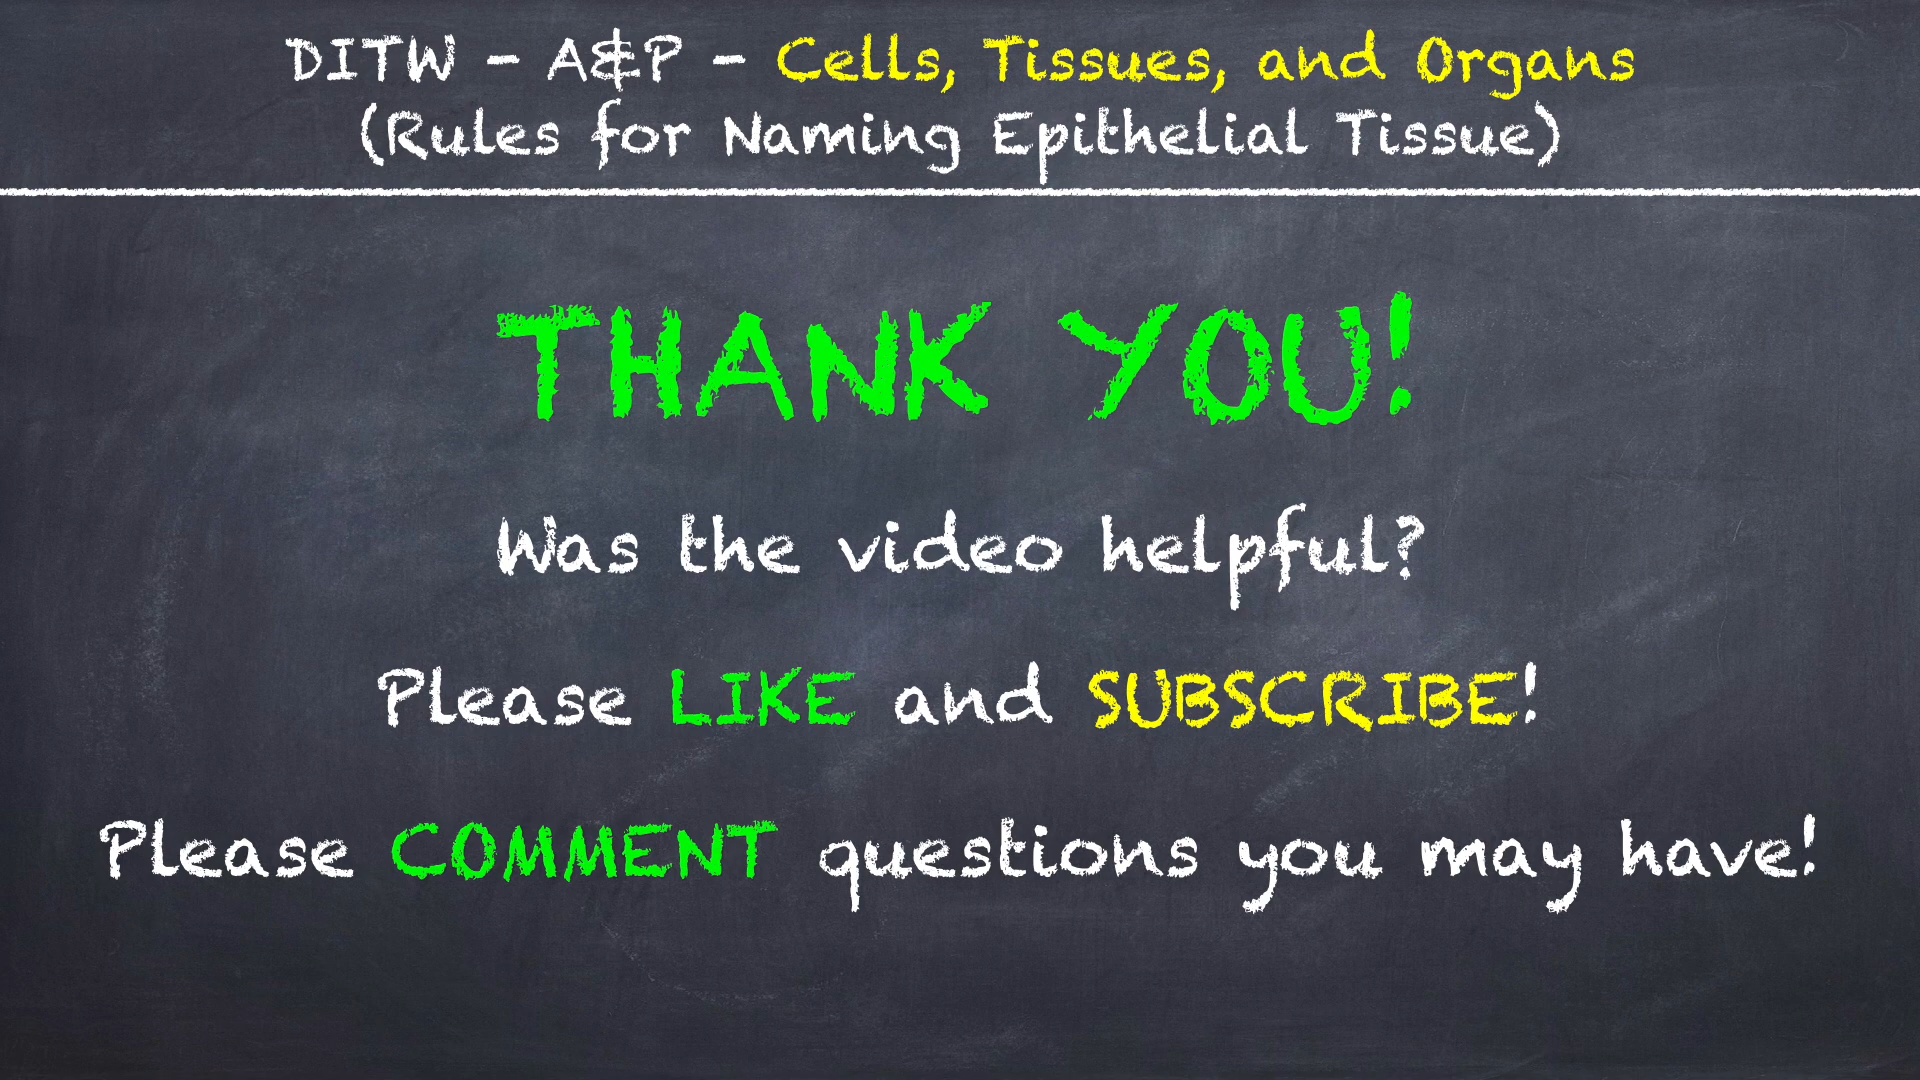 DITW - A&P - Cells, Tissues, and Organs
(Rules for Naming Epithelial Tissue)
THANK YOU!
Was the video helpful?
Please LIKE and SUBSCRIBE!
Please COMMENT questions you may have!